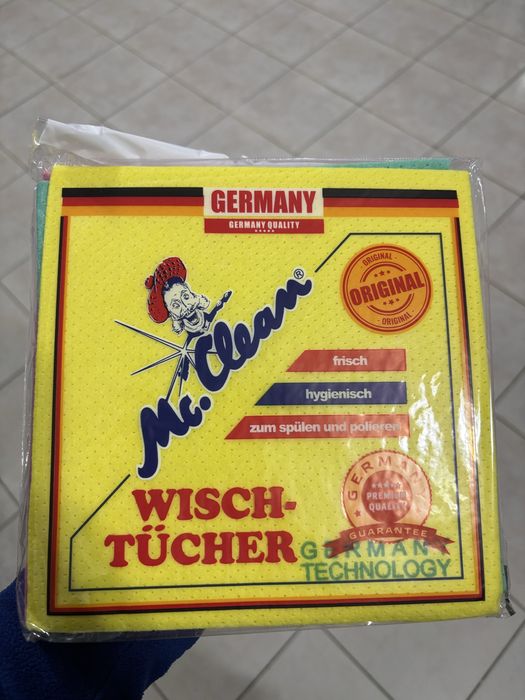 GERMANY
GERMANY QUALITY
Mc. Clean®
- ORIGINAL -
ORIGINAL
- ORIGINAL -
frisch
hygienisch
zum spülen und polieren
WISCH-
TÜCHER
GERMANY
PREMIUM
QUALITY
GUARANTEE
GERMANY
TECHNOLOGY